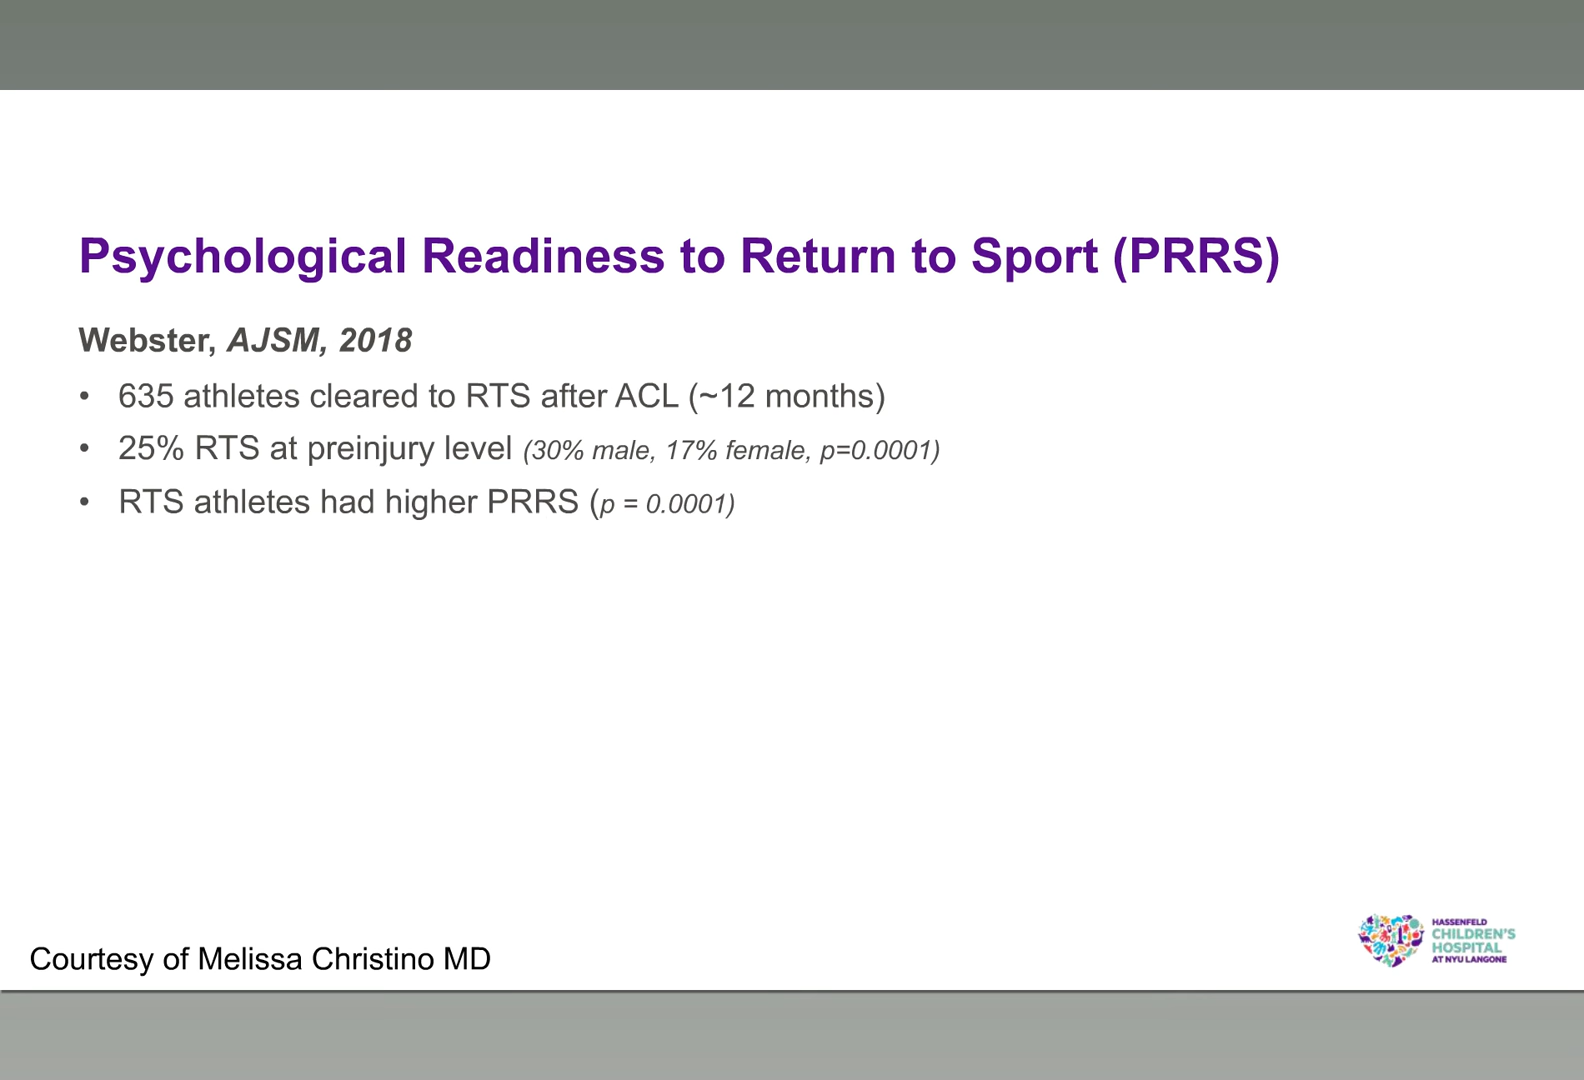 Psychological Readiness to Return to Sport (PRRS)
Webster, AJSM, 2018
• 635 athletes cleared to RTS after ACL (~12 months)
• 25% RTS at preinjury level (30% male, 17% female, p=0.0001)
• RTS athletes had higher PRRS (p = 0.0001)
Courtesy of Melissa Christino MD
HASSENFELD
CHILDREN'S
HOSPITAL
AT NYU LANGONE